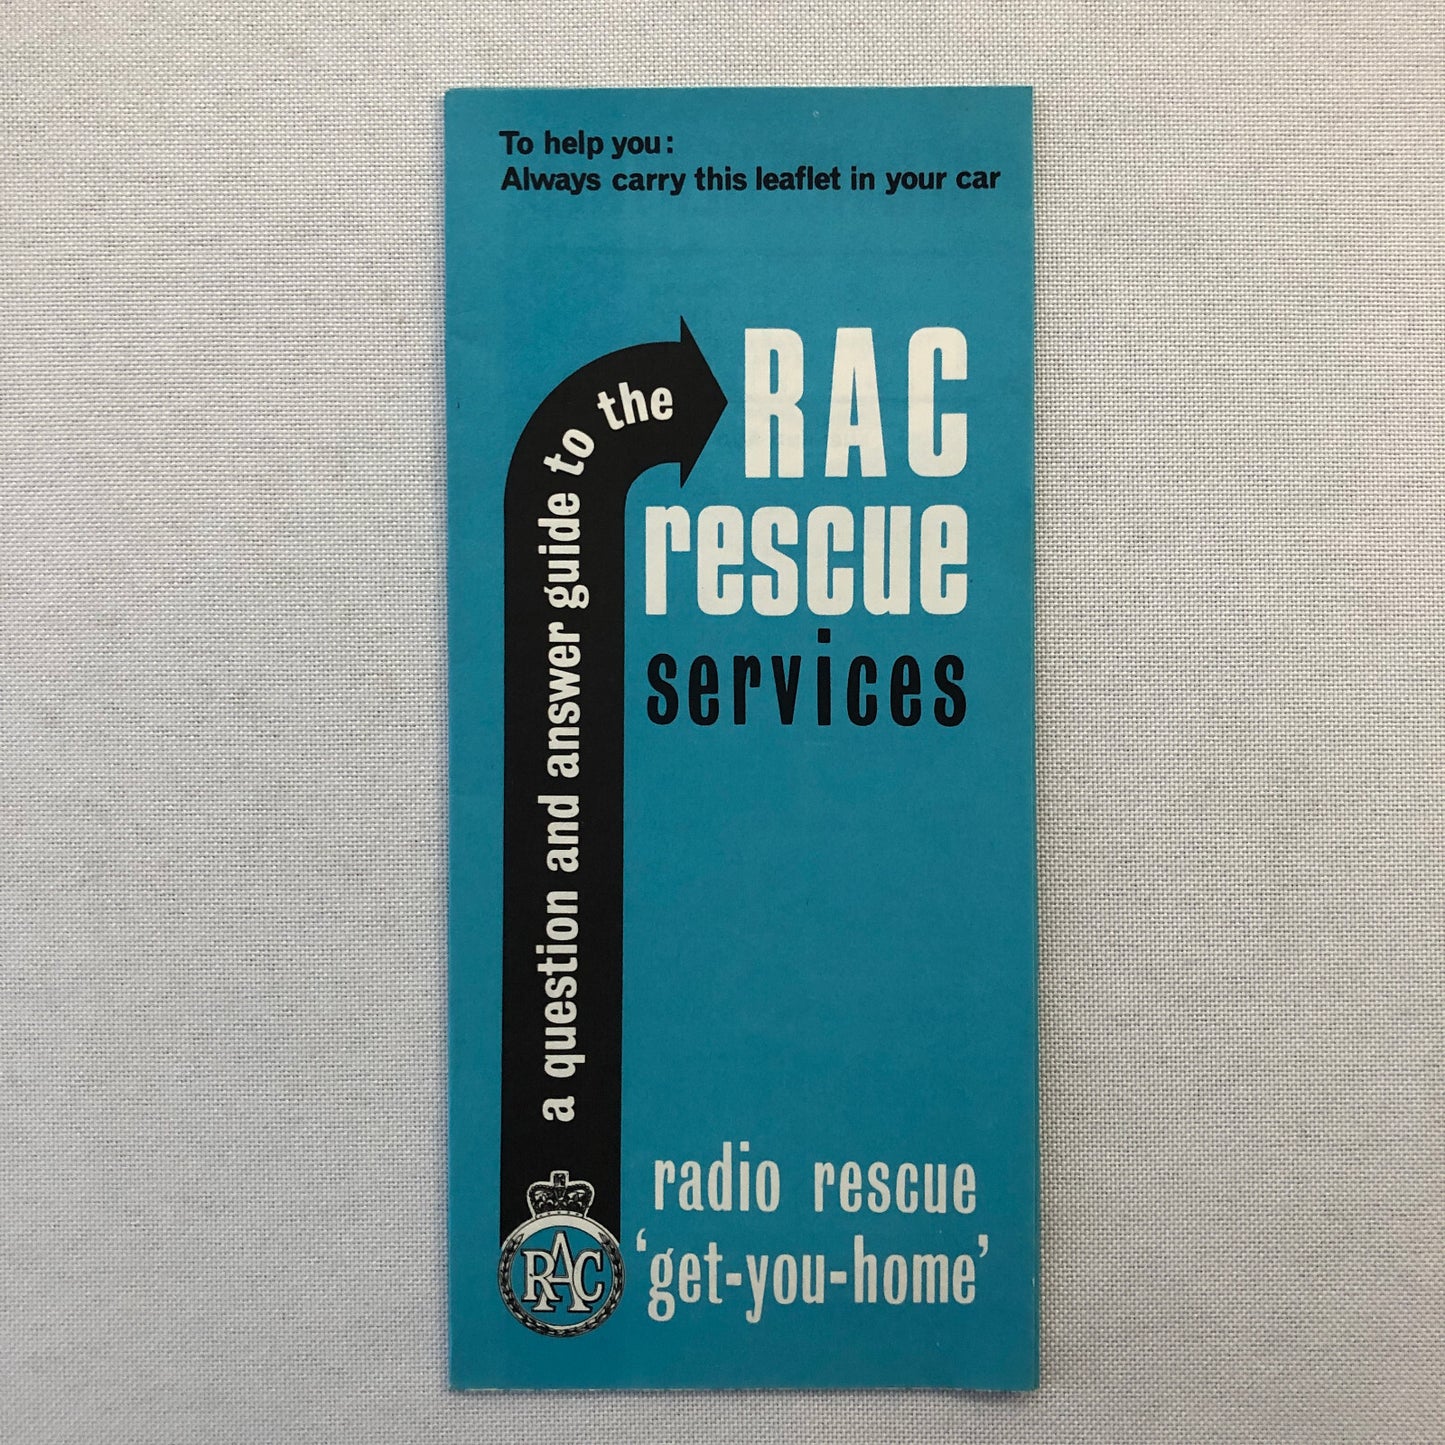 To help you:
Always carry this leaflet in your car
a question and answer guide to the
RAC
rescue
services
radio rescue
'get-you-home'
RAC